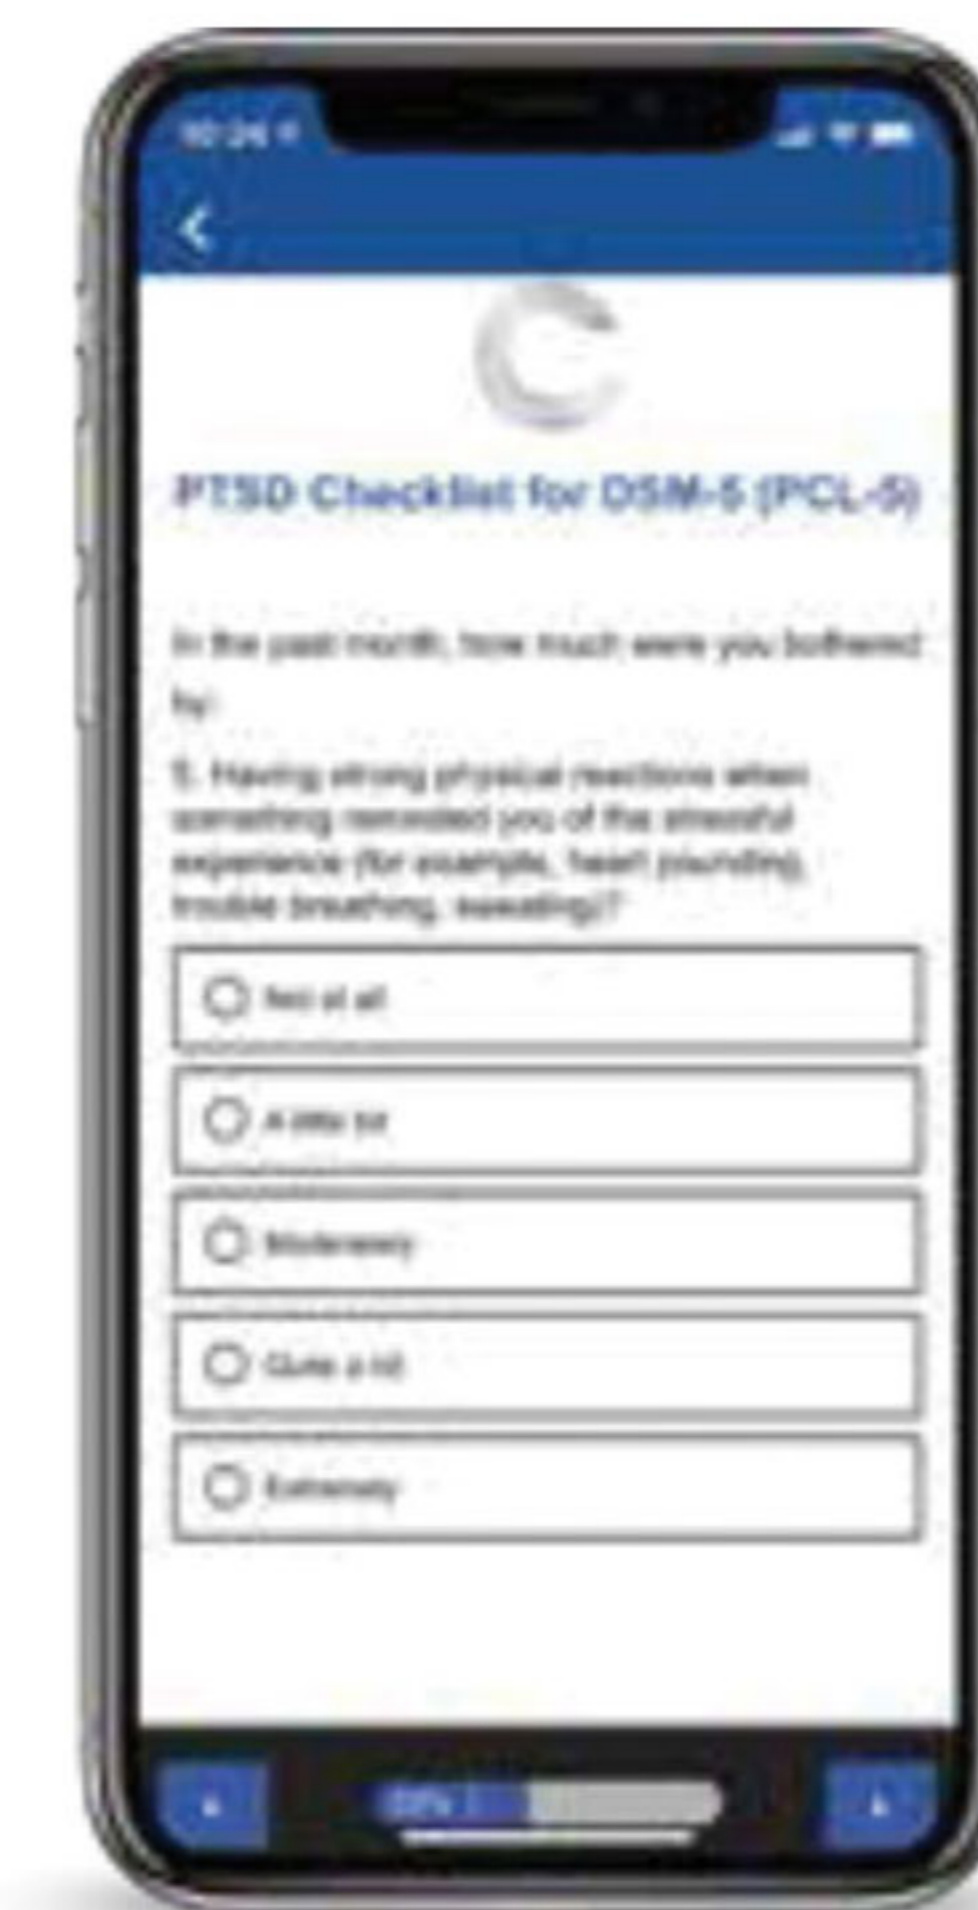 10:24
PTSD Checklist for DSM-5 (PCL-5)
In the past month, how much were you bothered
by:
5. Having strong physical reactions when
something reminded you of the stressful
experience (for example, heart pounding,
trouble breathing, sweating)?
Not at all
A little bit
Moderately
Quite a bit
Extremely